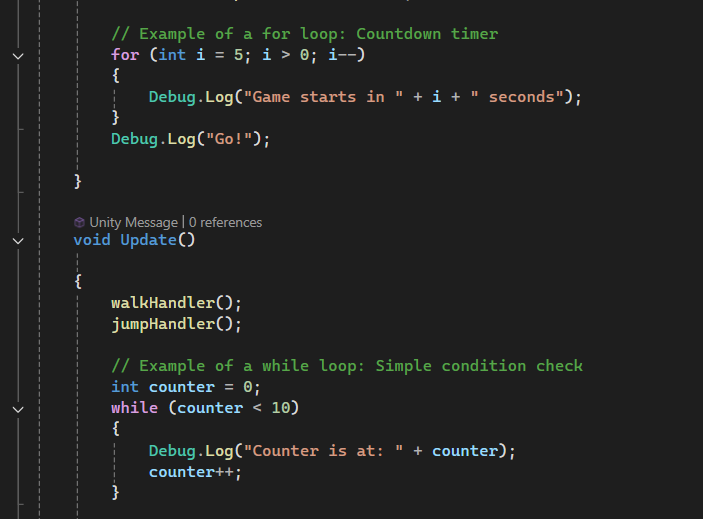 // Example of a for loop: Countdown timer
for (int i = 5; i > 0; i--)
{
Debug.Log("Game starts in " + i + " seconds");
}
Debug.Log("Go!");
}
Unity Message | 0 references
void Update()
{
walkHandler();
jumpHandler();
// Example of a while loop: Simple condition check
int counter = 0;
while (counter < 10)
{
Debug.Log("Counter is at: " + counter);
counter++;
}